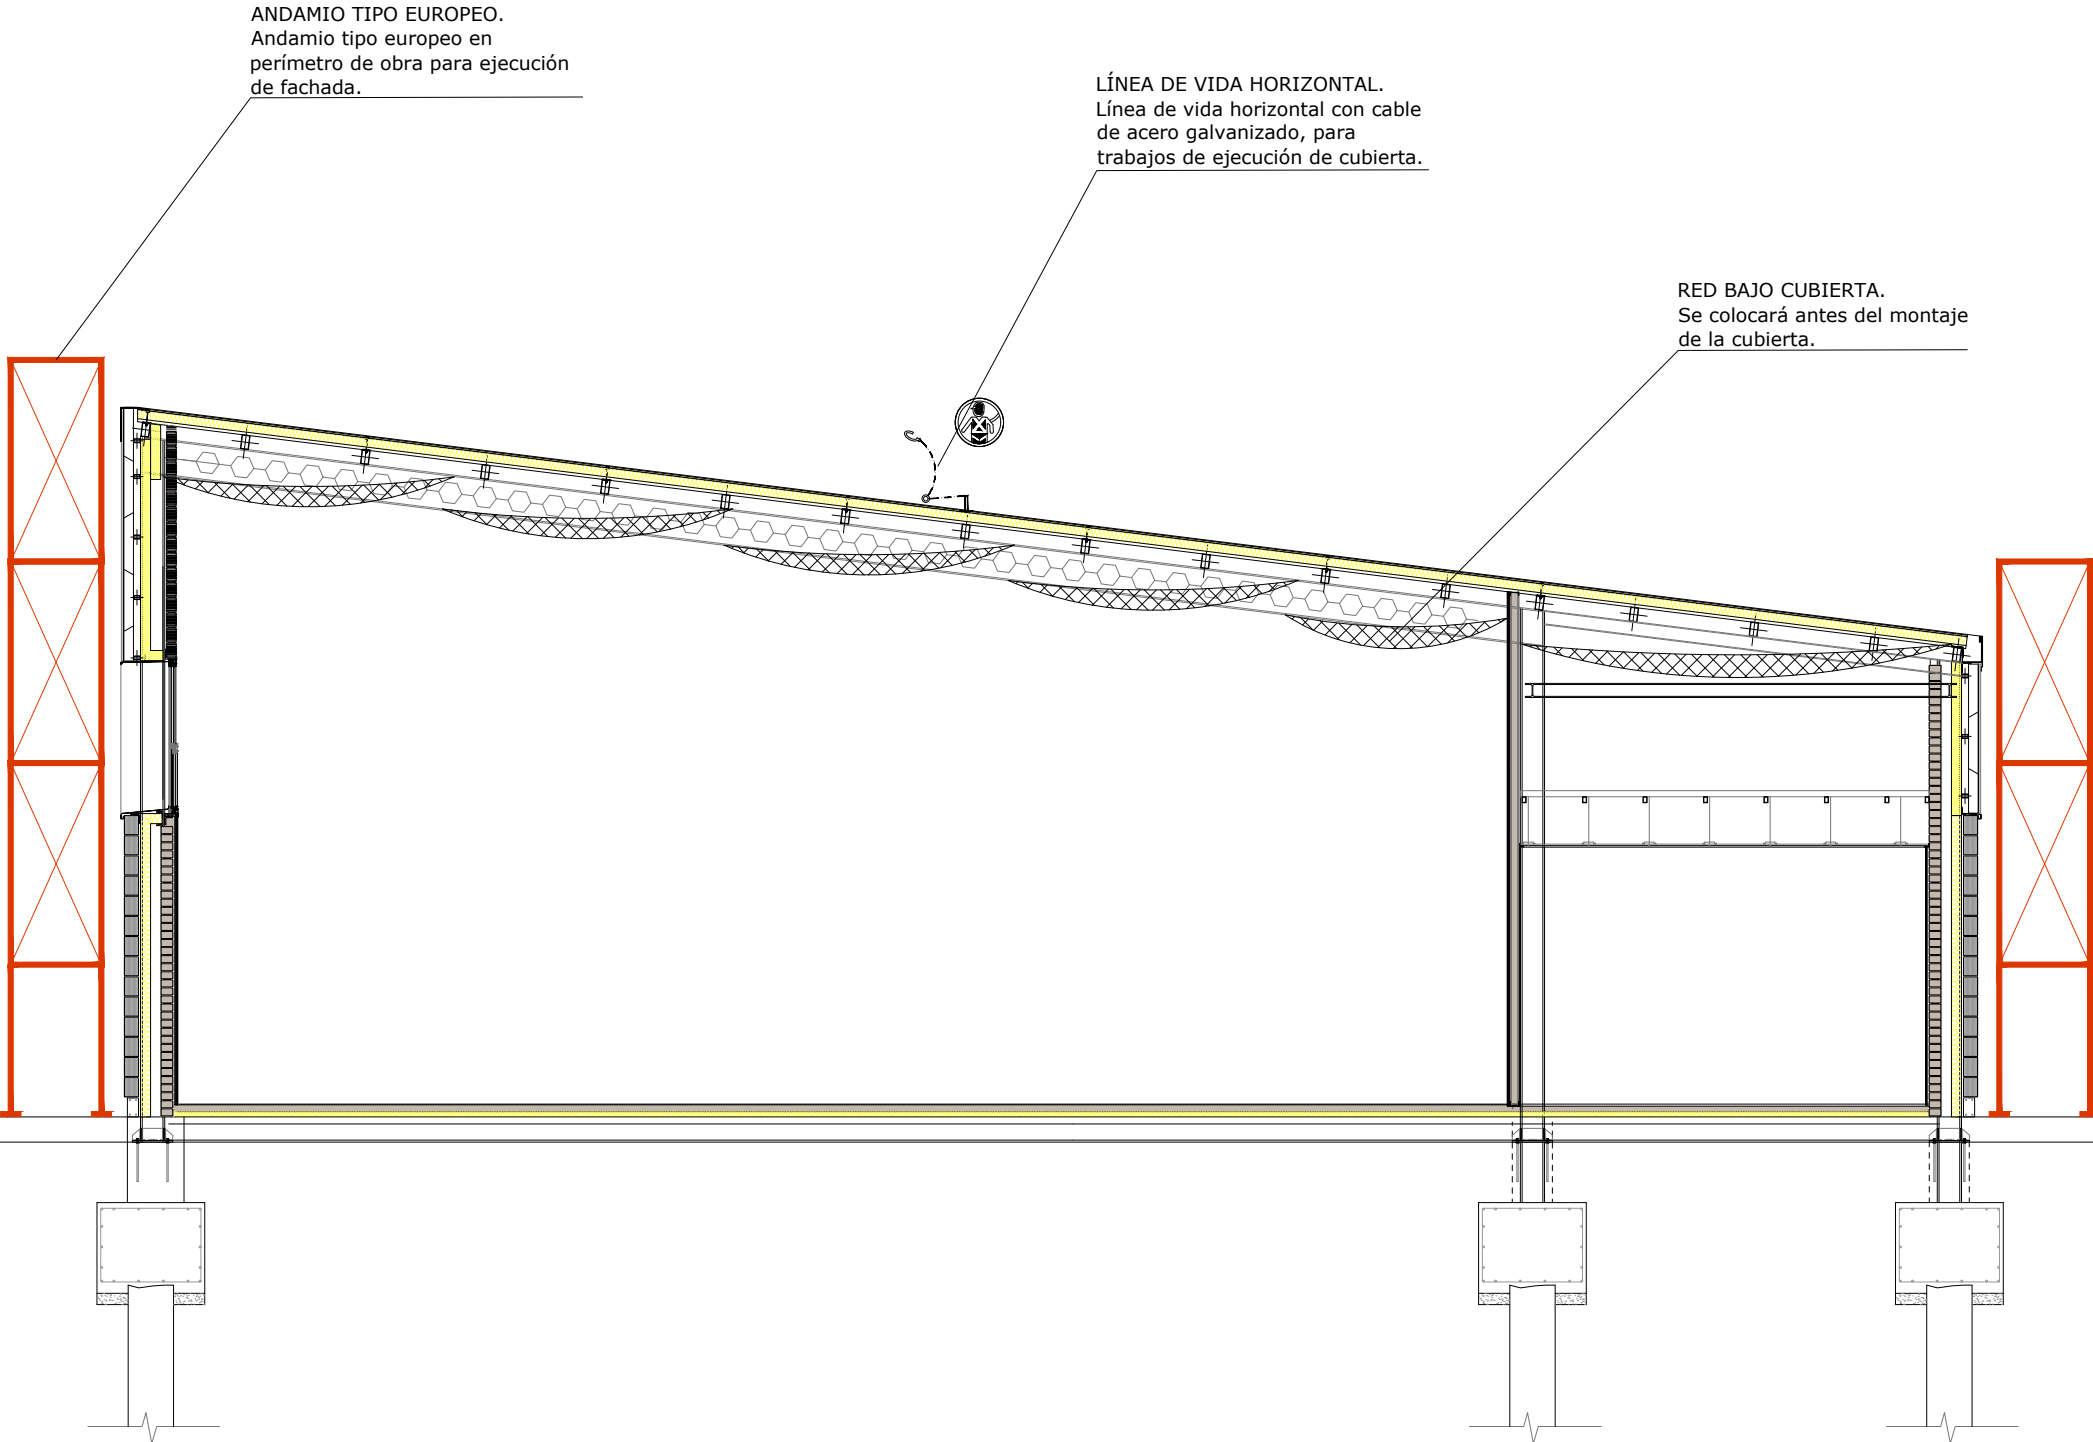 ANDAMIO TIPO EUROPEO.
Andamio tipo europeo en
perímetro de obra para ejecución
de fachada.
LÍNEA DE VIDA HORIZONTAL.
Línea de vida horizontal con cable
de acero galvanizado, para
trabajos de ejecución de cubierta.
RED BAJO CUBIERTA.
Se colocará antes del montaje
de la cubierta.